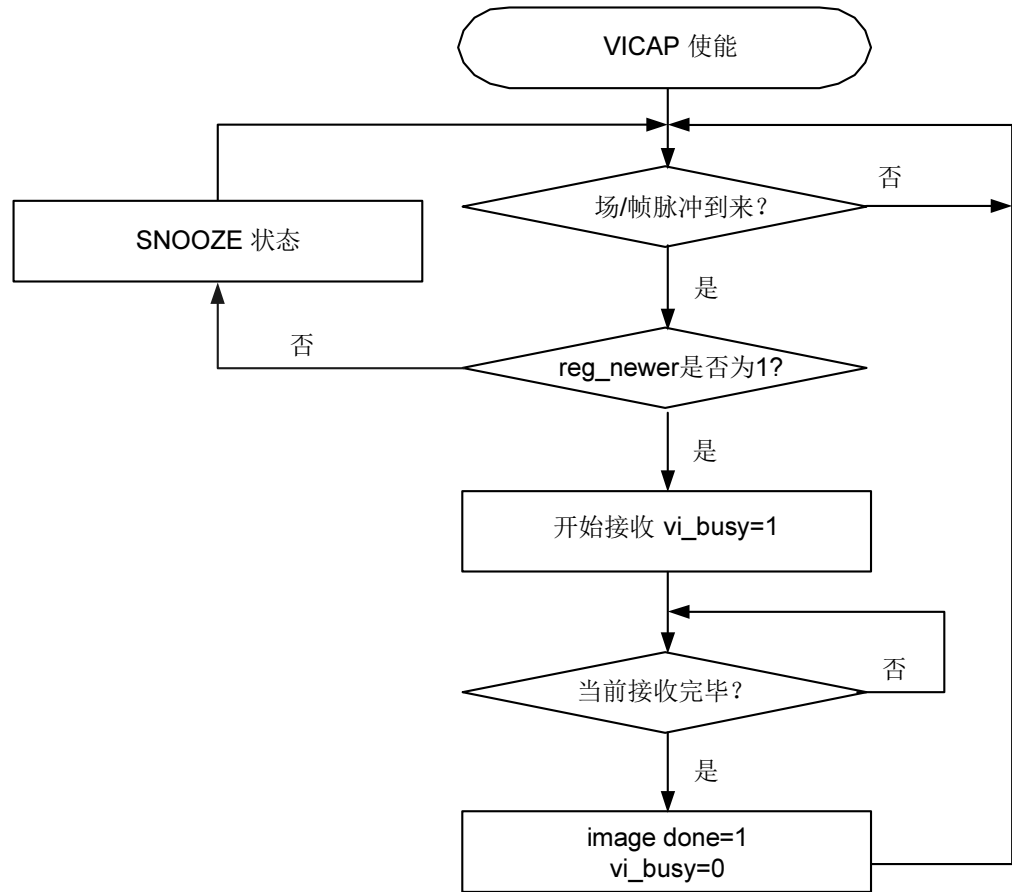 VICAP 使能
场/帧脉冲到来?
否
SNOOZE 状态
是
否
reg_newer是否为1?
是
开始接收 vi_busy=1
当前接收完毕?
否
是
image done=1
vi_busy=0